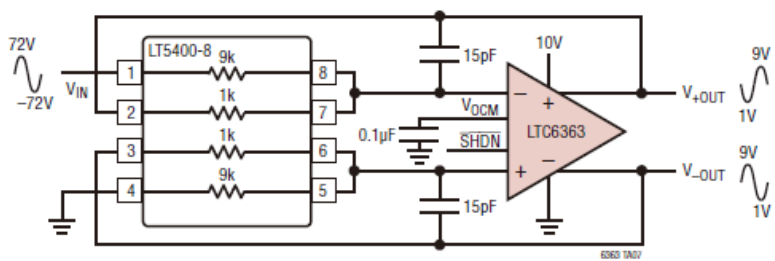 72V
−72V
VIN
LT5400-8
1
9k
8
2
1k
7
3
1k
6
4
9k
5
15pF
10V
VOCM
0.1µF
SHDN
−
+
LTC6363
−
+
15pF
V+OUT
9V
1V
V−OUT
9V
1V
6363 TA07